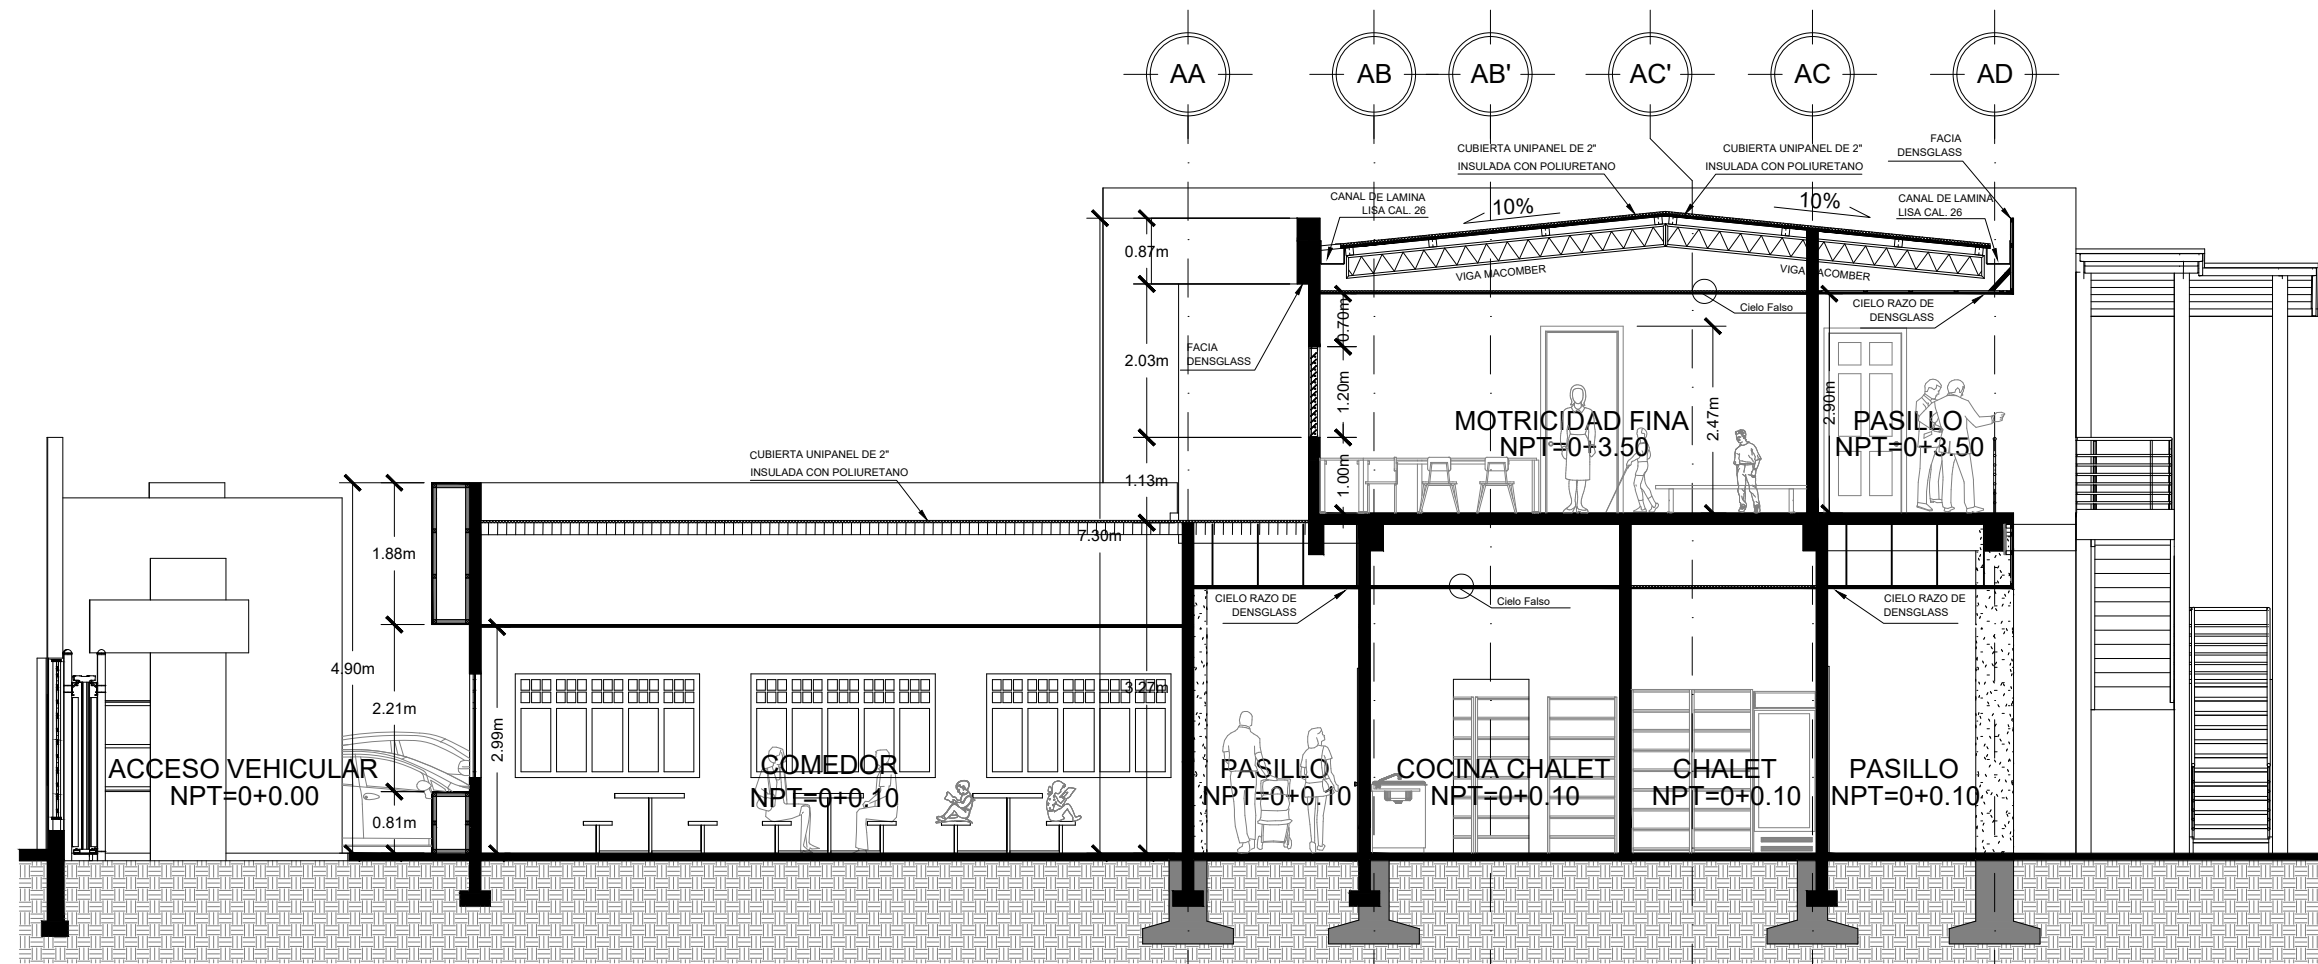 AA
AB
AB'
AC'
AC
AD
CUBIERTA UNIPANEL DE 2"
INSULADA CON POLIURETANO
CUBIERTA UNIPANEL DE 2"
INSULADA CON POLIURETANO
FACIA
DENSGLASS
CANAL DE LAMINA
LISA CAL. 26
10%
10%
CANAL DE LAMINA
LISA CAL. 26
0.87m
VIGA MACOMBER
VIGA MACOMBER
Cielo Falso
CIELO RAZO DE
DENSGLASS
0.70m
FACIA
DENSGLASS
2.03m
1.20m
2.47m
2.90m
MOTRICIDAD FINA
NPT=0+3.50
PASILLO
NPT=0+3.50
CUBIERTA UNIPANEL DE 2"
INSULADA CON POLIURETANO
1.13m
1.00m
7.30m
1.88m
CIELO RAZO DE
DENSGLASS
Cielo Falso
CIELO RAZO DE
DENSGLASS
4.90m
3.27m
2.21m
2.99m
ACCESO VEHICULAR
NPT=0+0.00
COMEDOR
NPT=0+0.10
PASILLO
NPT=0+0.10
COCINA CHALET
NPT=0+0.10
CHALET
NPT=0+0.10
PASILLO
NPT=0+0.10
0.81m